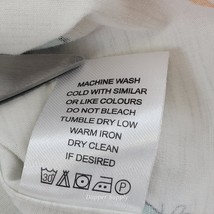 MACHINE WASH
COLD WITH SIMILAR
OR LIKE COLOURS
DO NOT BLEACH
TUMBLE DRY LOW
WARM IRON
DRY CLEAN
IF DESIRED
30 P